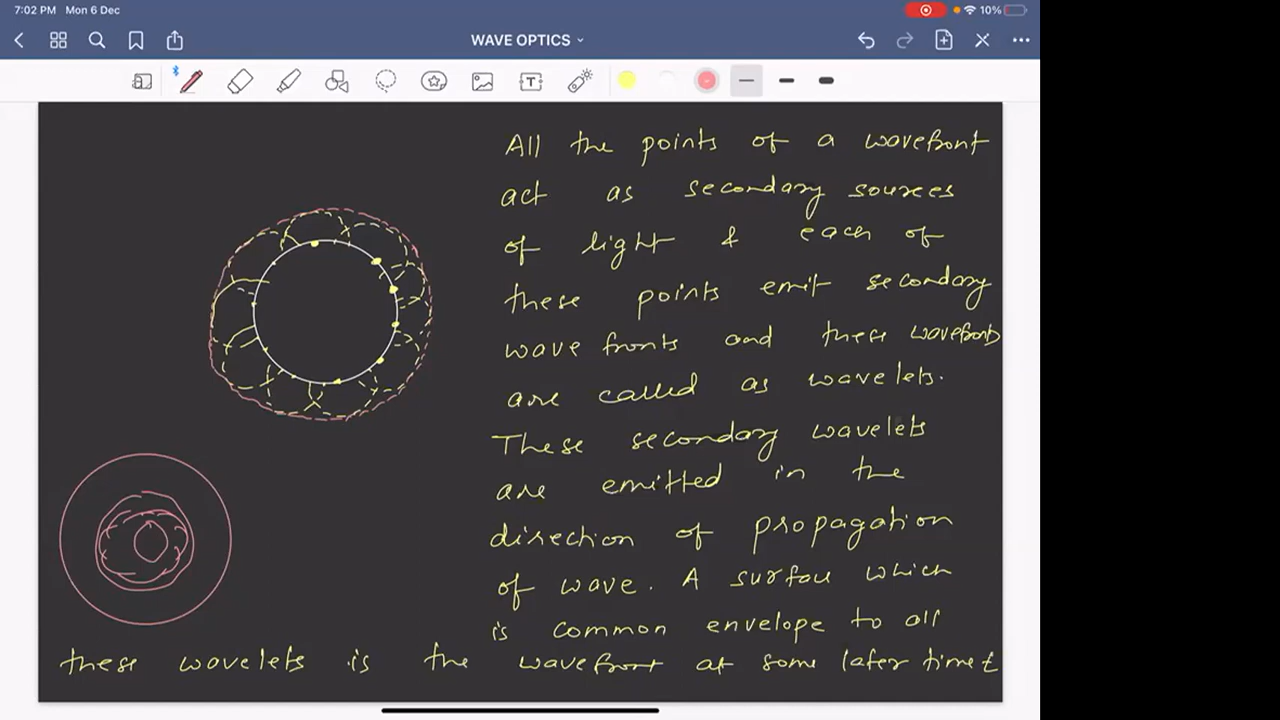 7:02 PM Mon 6 Dec
10%
WAVE OPTICS
All the points of a wavefront
act as secondary sources
of light & each of
these points emit secondary
wave fronts and these wavefronts
are called as wavelets.
These secondary wavelets
are emitted in the
direction of propagation
of wave. A surface which
is common envelope to all
these wavelets is the wavefront at some later time t